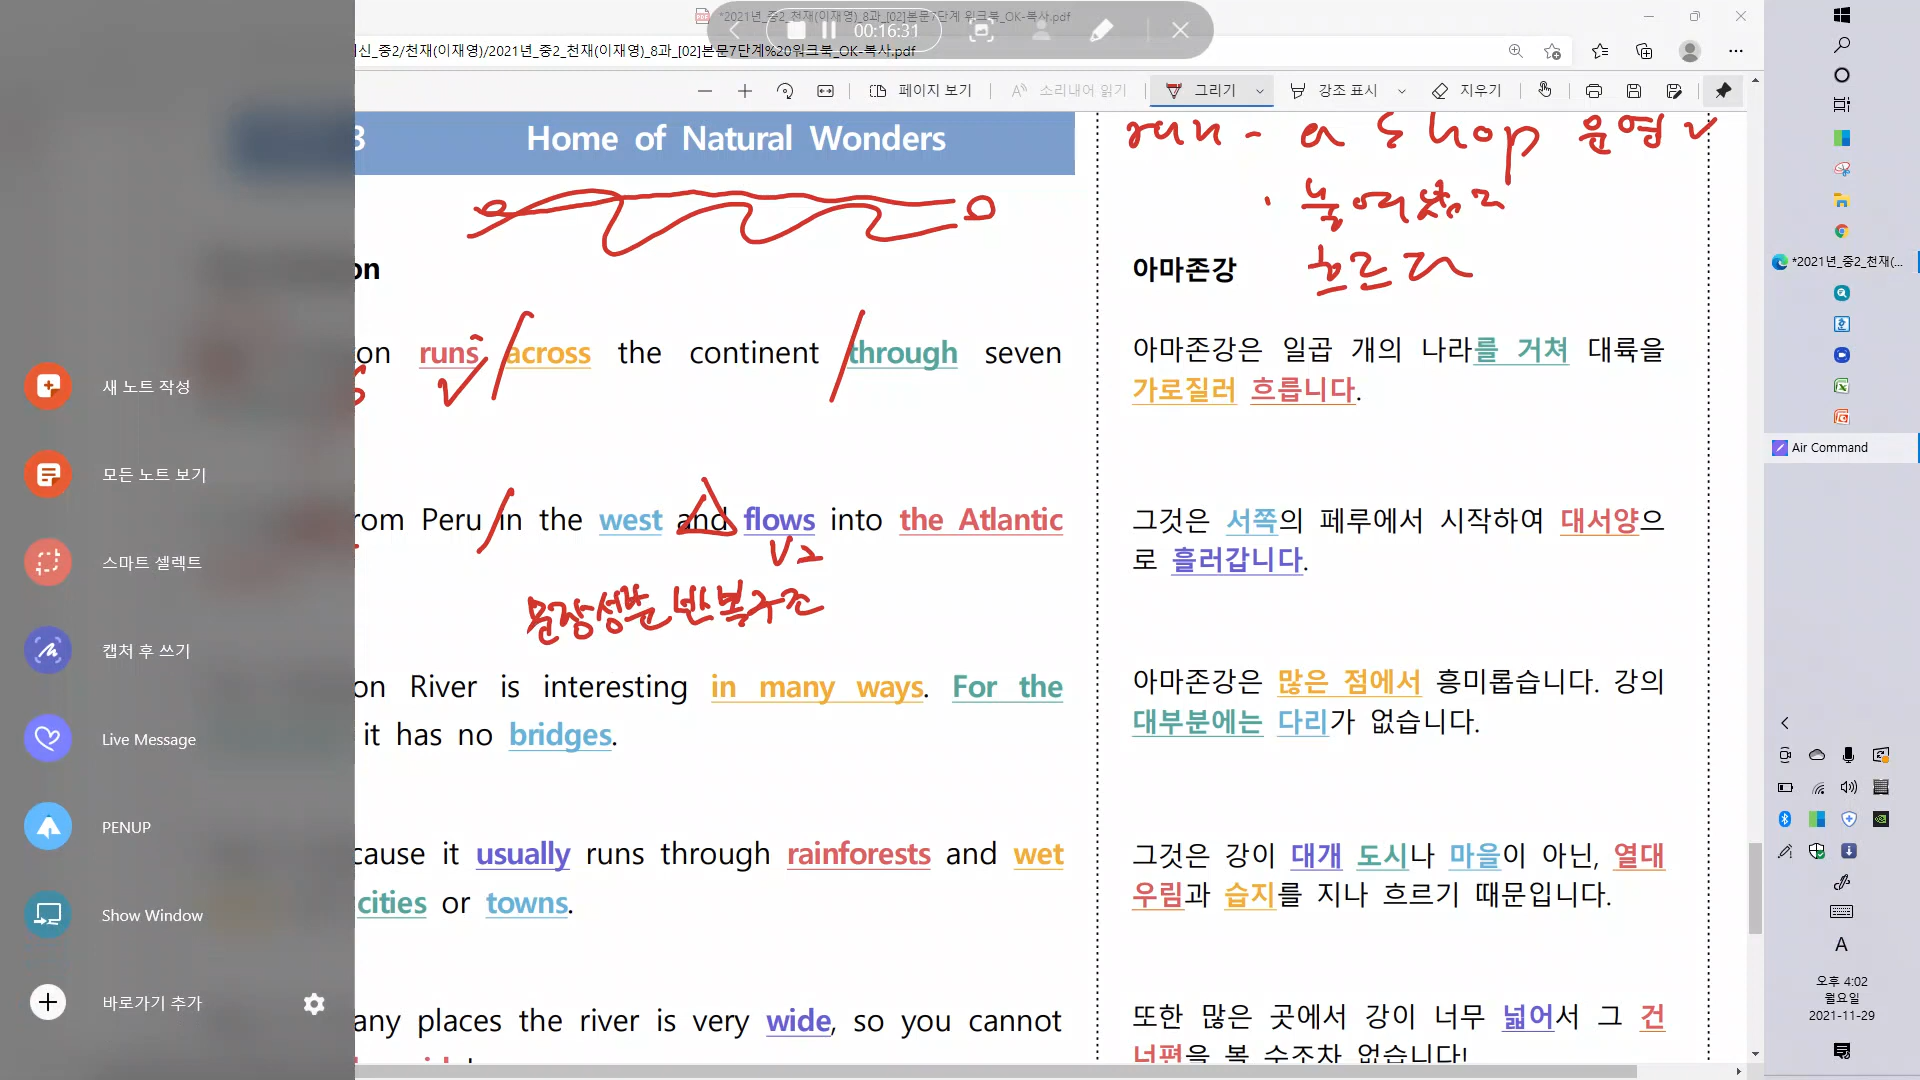 *2021년_중2_천재(이재영)_8과_[02]본문7단계 워크북_OK-복사.pdf
00:16:31
신_중2/천재(이재영)/2021년_중2_천재(이재영)_8과_[02]본문7단계%20워크북_OK-복사.pdf
페이지 보기
소리내어 읽기
그리기
강조 표시
지우기
3 Home of Natural Wonders
run - a shop 운영
흐르다
on
아마존강
on runs across the continent through seven
아마존강은 일곱 개의 나라를 거쳐 대륙을
가로질러 흐릅니다.
rom Peru in the west and flows into the Atlantic
V2
문장성분 반복구조
그것은 서쪽의 페루에서 시작하여 대서양으
로 흘러갑니다.
on River is interesting in many ways. For the
it has no bridges.
아마존강은 많은 점에서 흥미롭습니다. 강의
대부분에는 다리가 없습니다.
cause it usually runs through rainforests and wet
cities or towns.
그것은 강이 대개 도시나 마을이 아닌, 열대
우림과 습지를 지나 흐르기 때문입니다.
any places the river is very wide, so you cannot
또한 많은 곳에서 강이 너무 넓어서 그 건
너편을 볼 수조차 없습니다!
새 노트 작성
모든 노트 보기
스마트 셀렉트
캡처 후 쓰기
Live Message
PENUP
Show Window
바로가기 추가
*2021년_중2_천재(...
Air Command
A
오후 4:02
월요일
2021-11-29